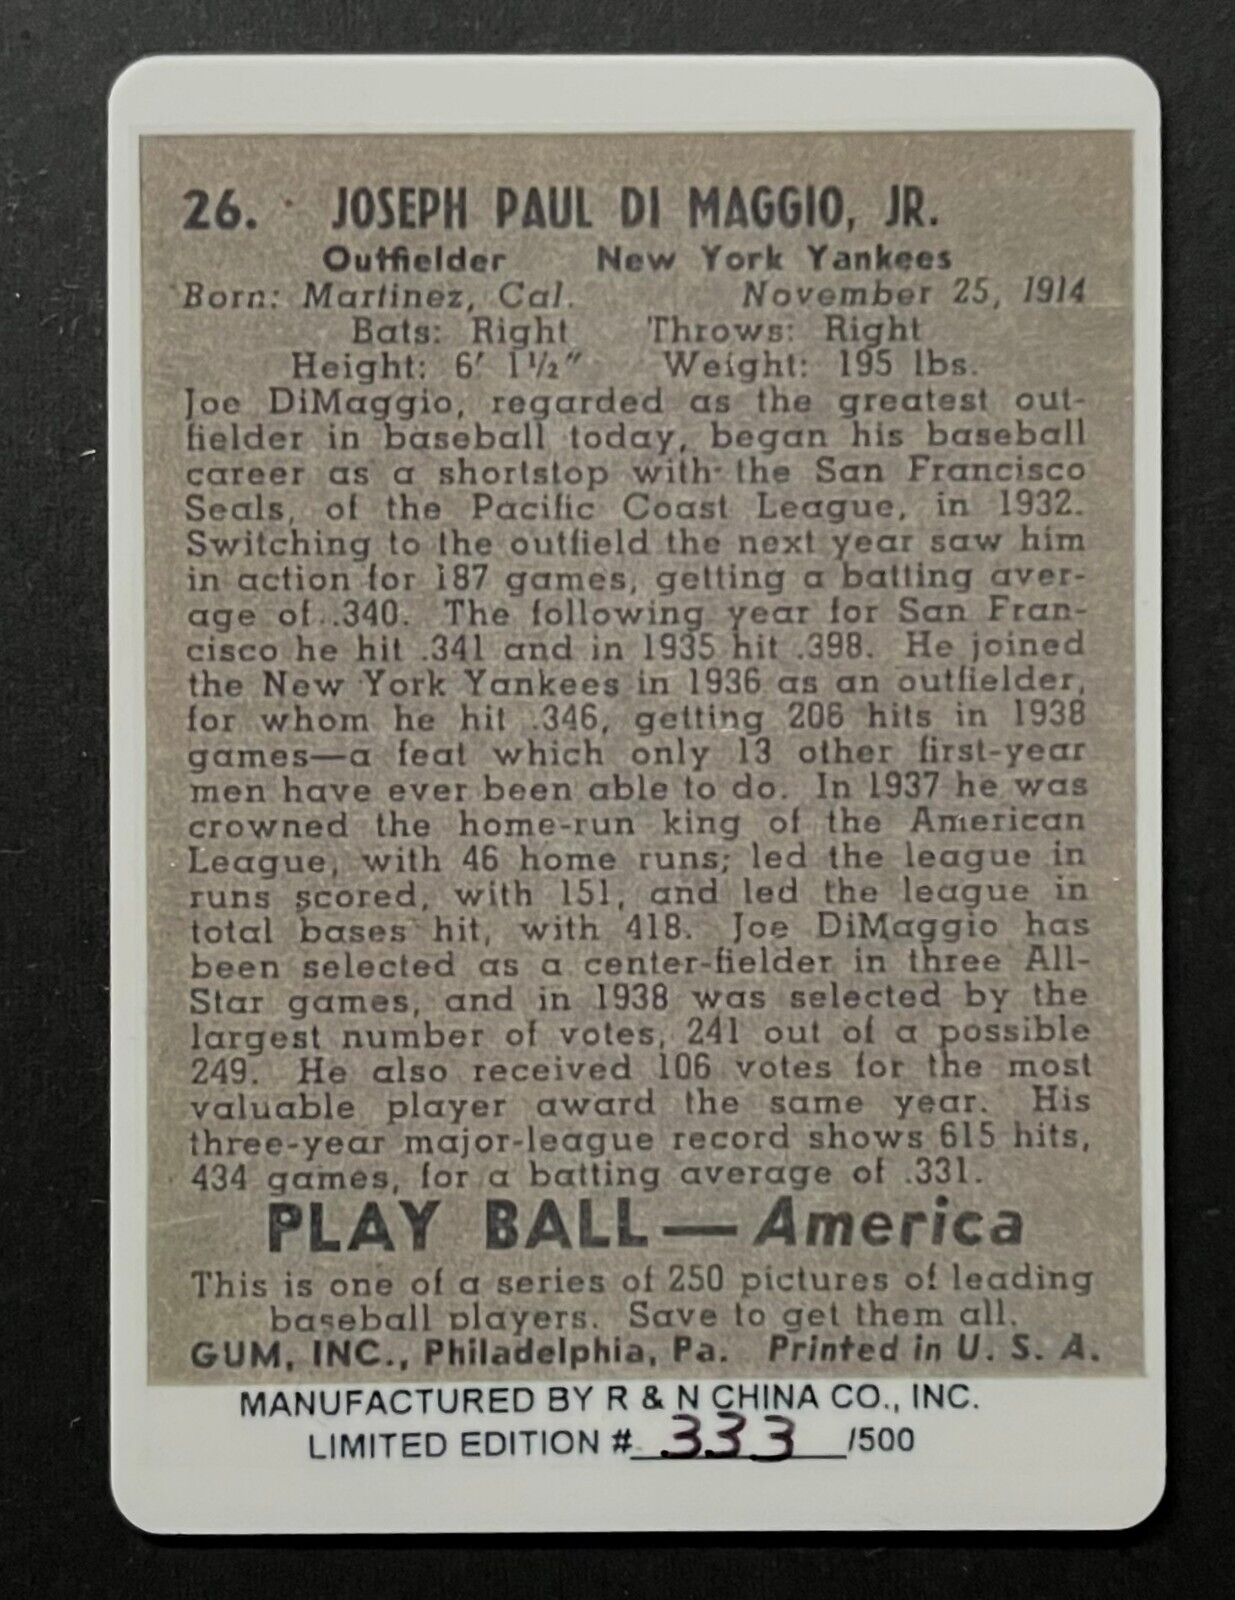 26. JOSEPH PAUL DI MAGGIO, JR.
Outfielder New York Yankees
Born: Martinez, Cal. November 25, 1914
Bats: Right Throws: Right
Height: 6' 1½" Weight: 195 lbs.
Joe DiMaggio, regarded as the greatest out-
fielder in baseball today, began his baseball
career as a shortstop with the San Francisco
Seals, of the Pacific Coast League, in 1932.
Switching to the outfield the next year saw him
in action for 187 games, getting a batting aver-
age of .340. The following year for San Fran-
cisco he hit .341 and in 1935 hit .398. He joined
the New York Yankees in 1936 as an outfielder,
for whom he hit .346, getting 206 hits in 1938
games—a feat which only 13 other first-year
men have ever been able to do. In 1937 he was
crowned the home-run king of the American
League, with 46 home runs; led the league in
runs scored, with 151, and led the league in
total bases hit, with 418. Joe DiMaggio has
been selected as a center-fielder in three All-
Star games, and in 1938 was selected by the
largest number of votes, 241 out of a possible
249. He also received 106 votes for the most
valuable player award the same year. His
three-year major-league record shows 615 hits,
434 games, for a batting average of .331.
PLAY BALL—America
This is one of a series of 250 pictures of leading
baseball players. Save to get them all.
GUM, INC., Philadelphia, Pa. Printed in U. S. A.
MANUFACTURED BY R & N CHINA CO., INC.
LIMITED EDITION # 333 /500